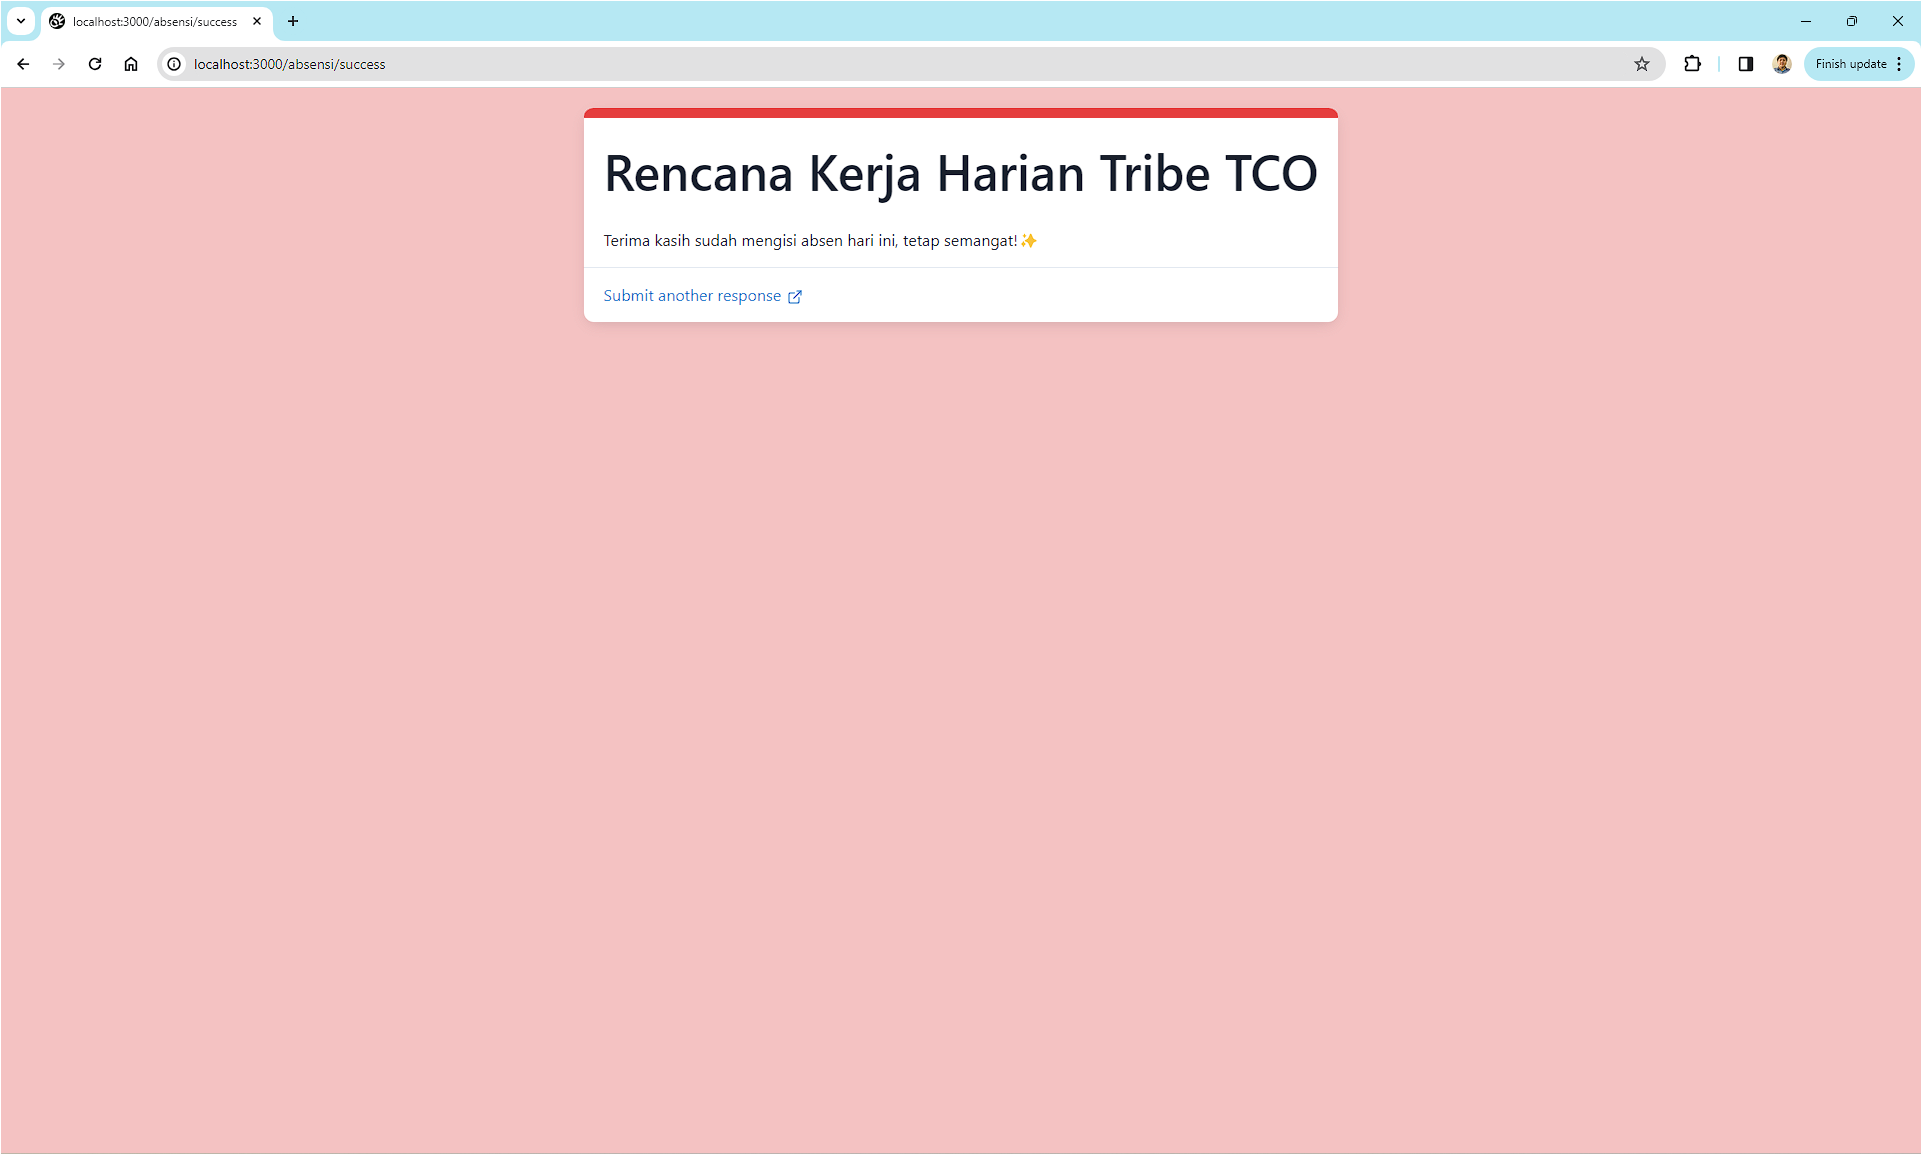 localhost:3000/absensi/success
localhost:3000/absensi/success
Finish update
Rencana Kerja Harian Tribe TCO
Terima kasih sudah mengisi absen hari ini, tetap semangat!✨
Submit another response